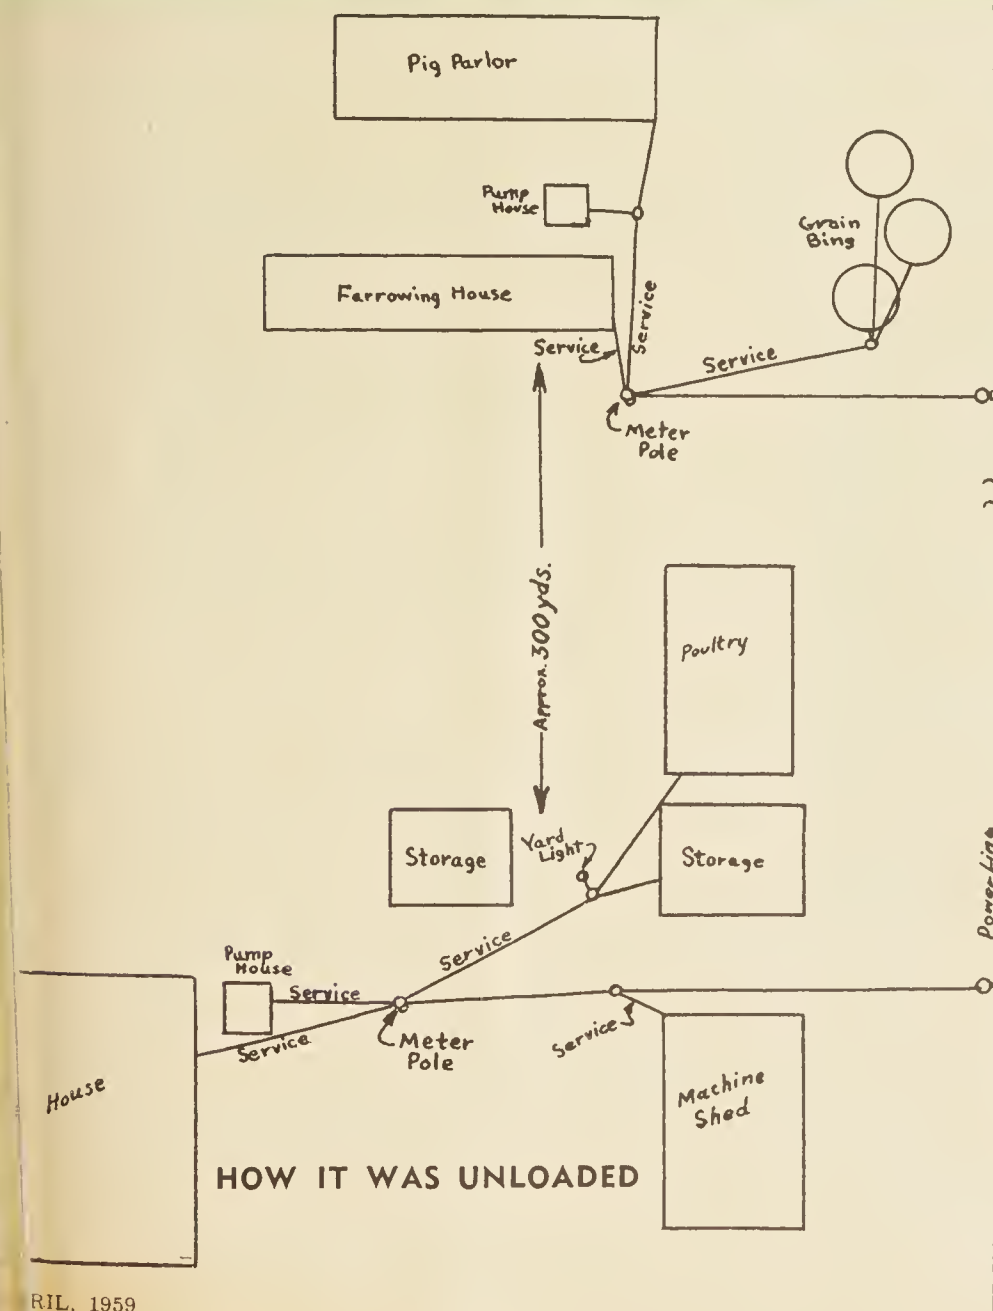 Pig Parlor
Pump
House
Grain
Bins
Farrowing House
Service
Service
Service
Meter
Pole
Approx. 300 yds.
Poultry
Storage
Yard
Light
Storage
Power Line
Service
Pump
House
Service
Service
Meter
Pole
Service
House
Machine
Shed
HOW IT WAS UNLOADED
RIL, 1959